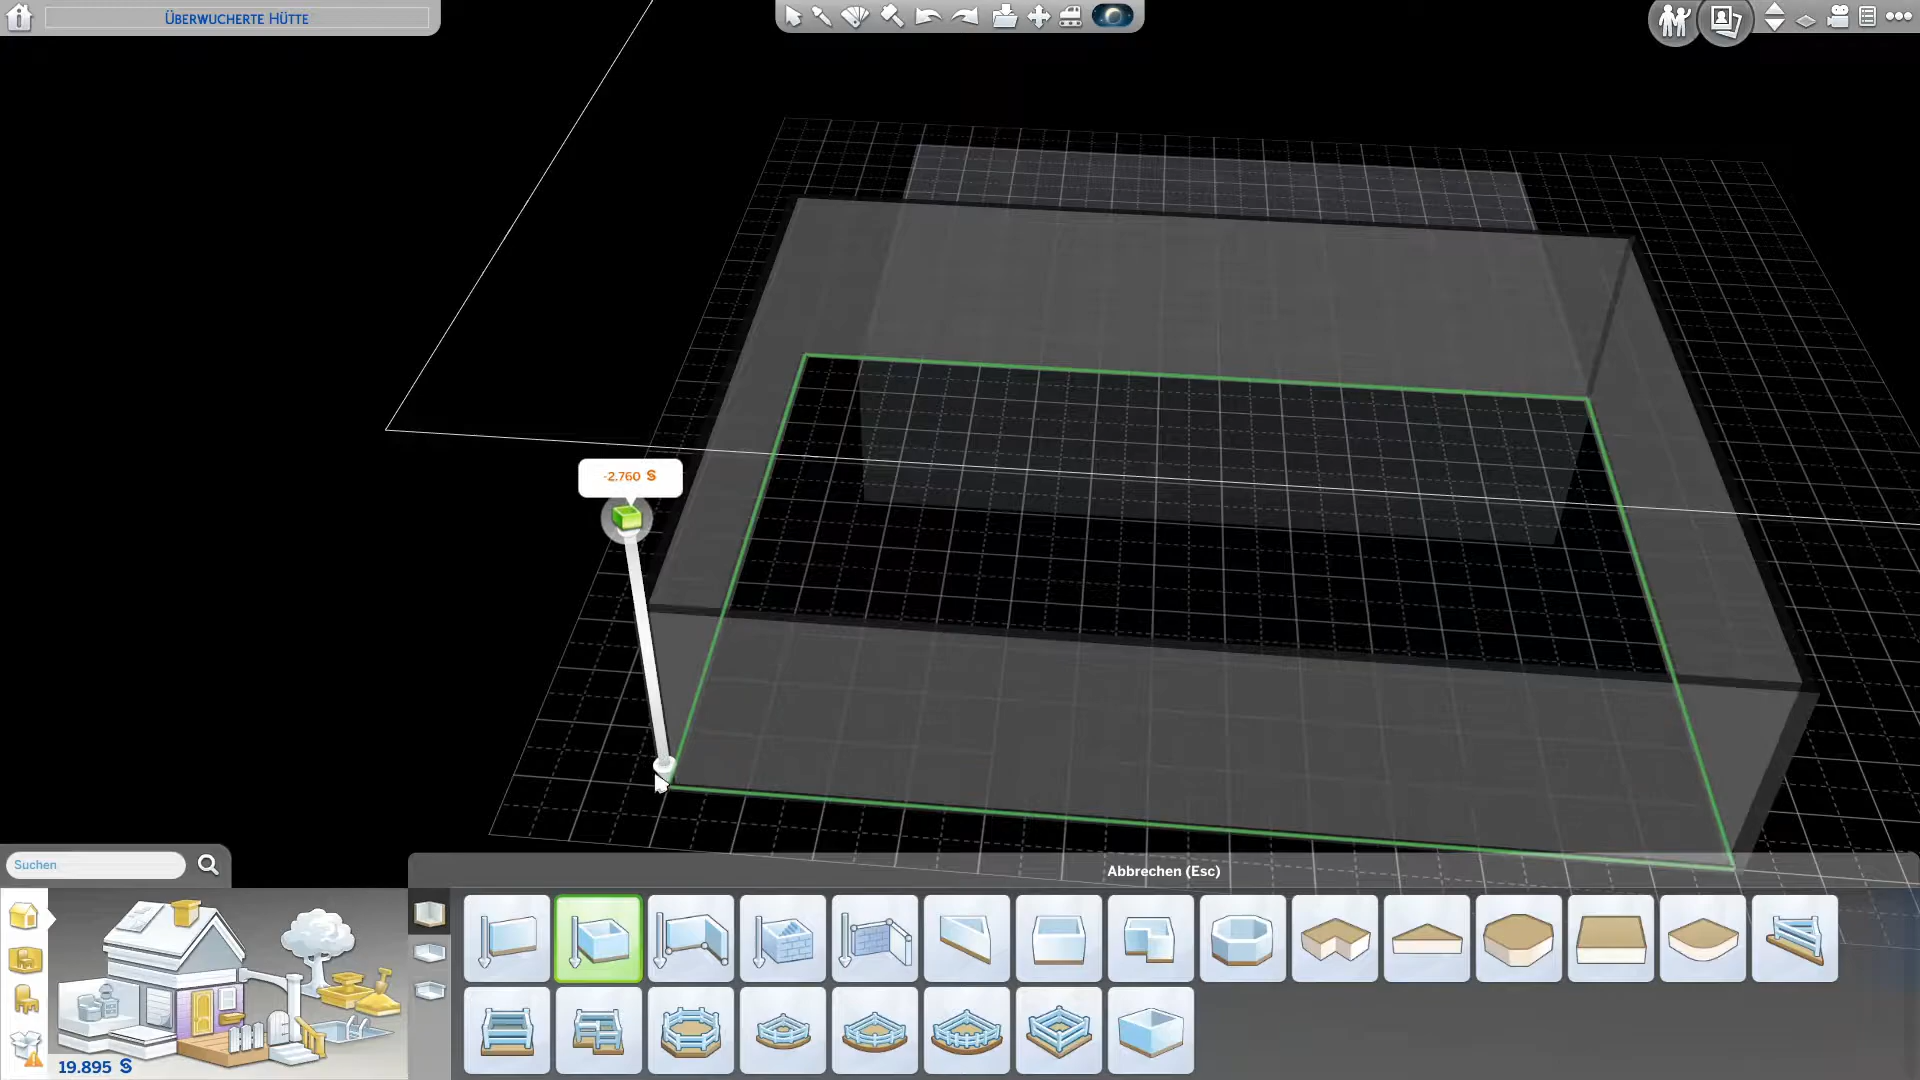 ÜBERWUCHERTE HÜTTE
-2.760 $
Abbrechen (Esc)
Suchen
19.895 $